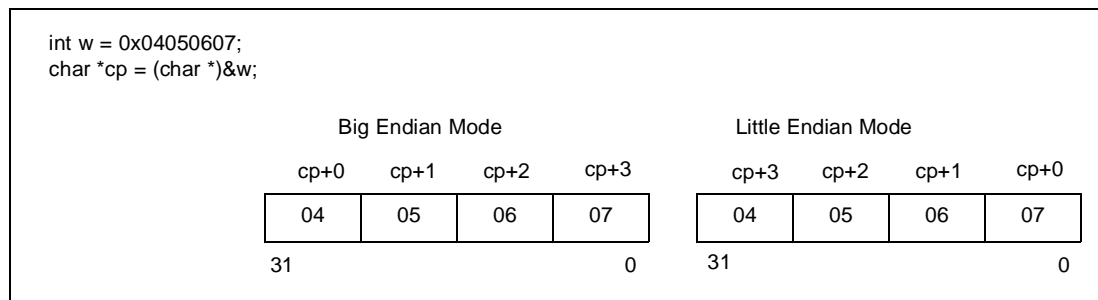 int w = 0x04050607;
char *cp = (char *)&w;
Big Endian Mode Little Endian Mode
cp+0 cp+1 cp+2 cp+3 cp+3 cp+2 cp+1 cp+0
04 05 06 07 04 05 06 07
31 0 31 0